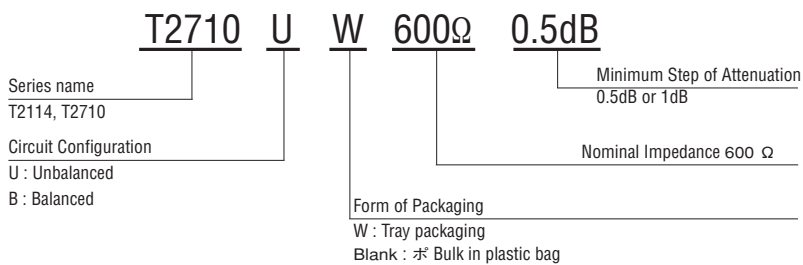 T2710 U W 600Ω 0.5dB
Series name
T2114, T2710
Circuit Configuration
U : Unbalanced
B : Balanced
Minimum Step of Attenuation
0.5dB or 1dB
Nominal Impedance 600 Ω
Form of Packaging
W : Tray packaging
Blank : ポ Bulk in plastic bag